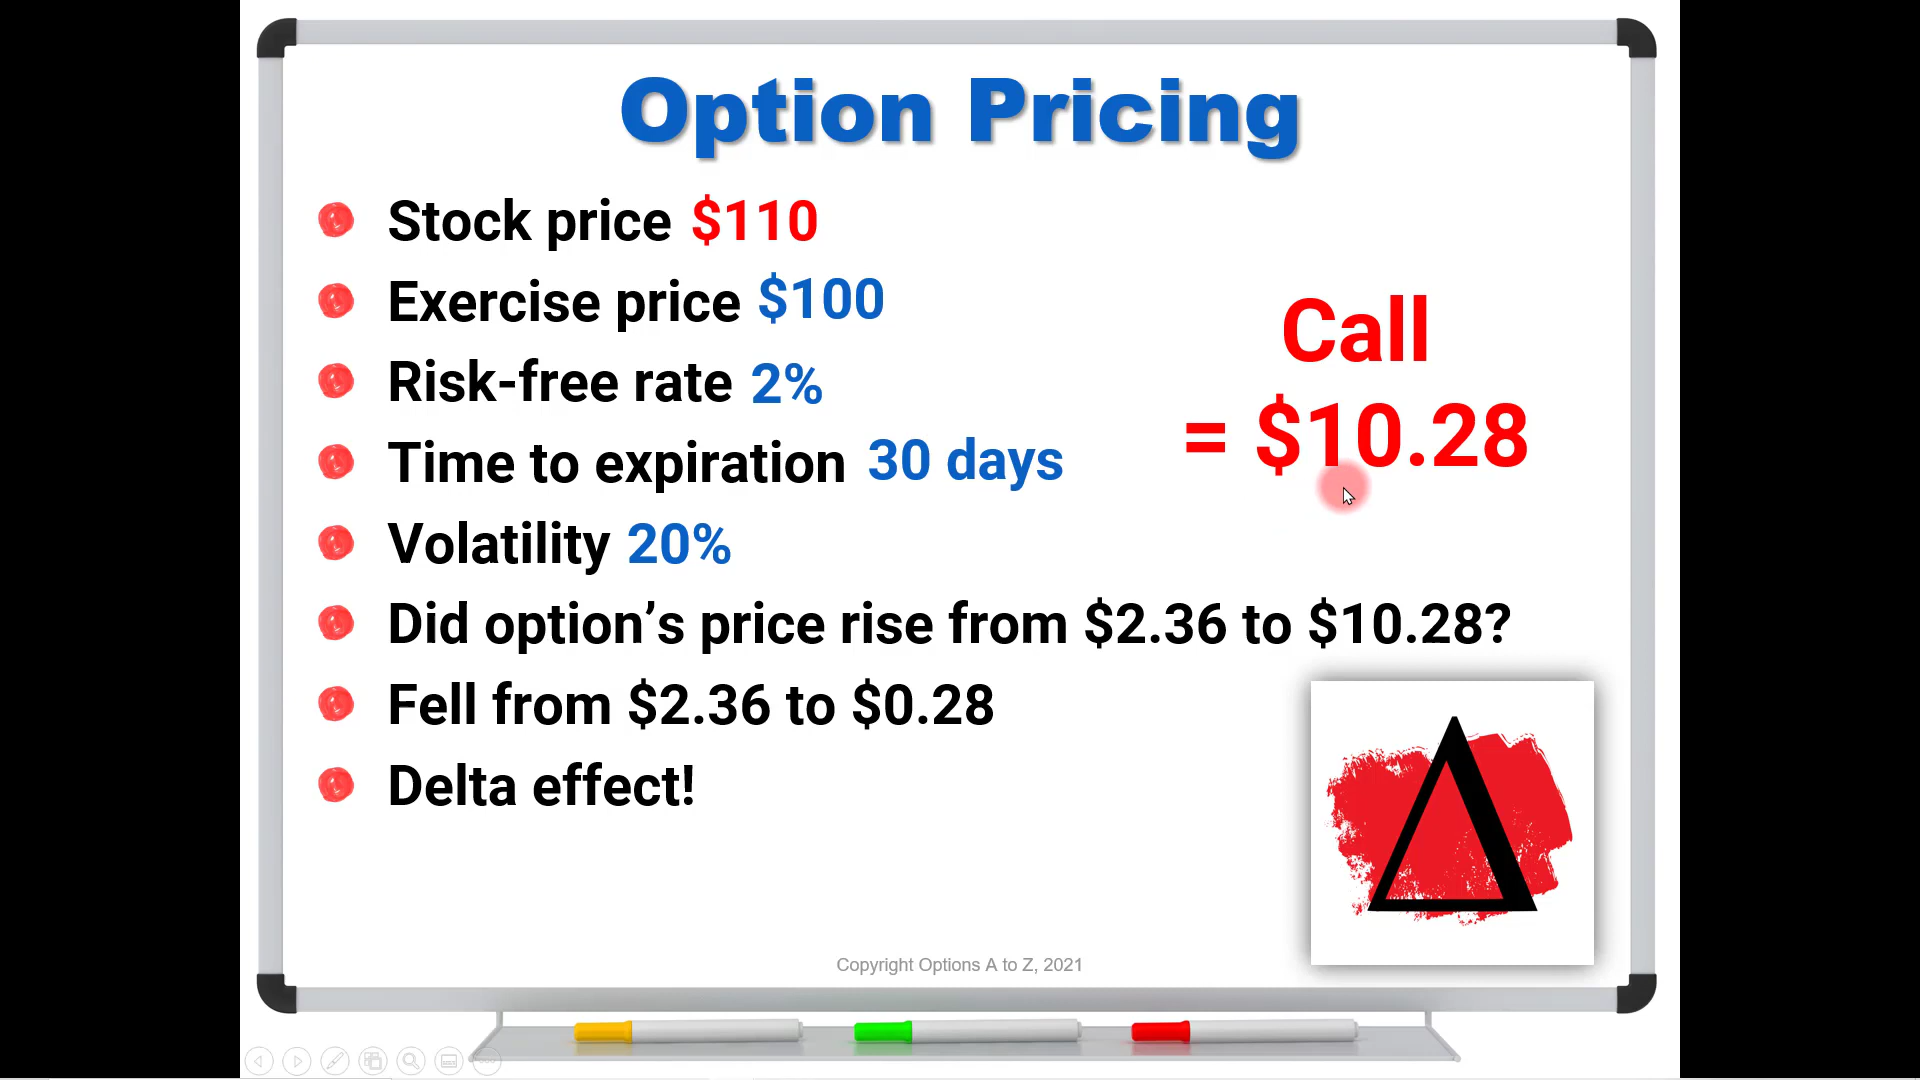 Option Pricing
Stock price $110
Exercise price $100
Risk-free rate 2%
Time to expiration 30 days
Volatility 20%
Call
= $10.28
Did option’s price rise from $2.36 to $10.28?
Fell from $2.36 to $0.28
Delta effect!
Δ
Copyright Options A to Z, 2021